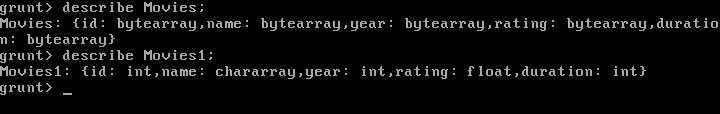 grunt> describe Movies;
Movies: {id: bytearray,name: bytearray,year: bytearray,rating: bytearray,duratio
n: bytearray}
grunt> describe Movies1;
Movies1: {id: int,name: chararray,year: int,rating: float,duration: int}
grunt> _